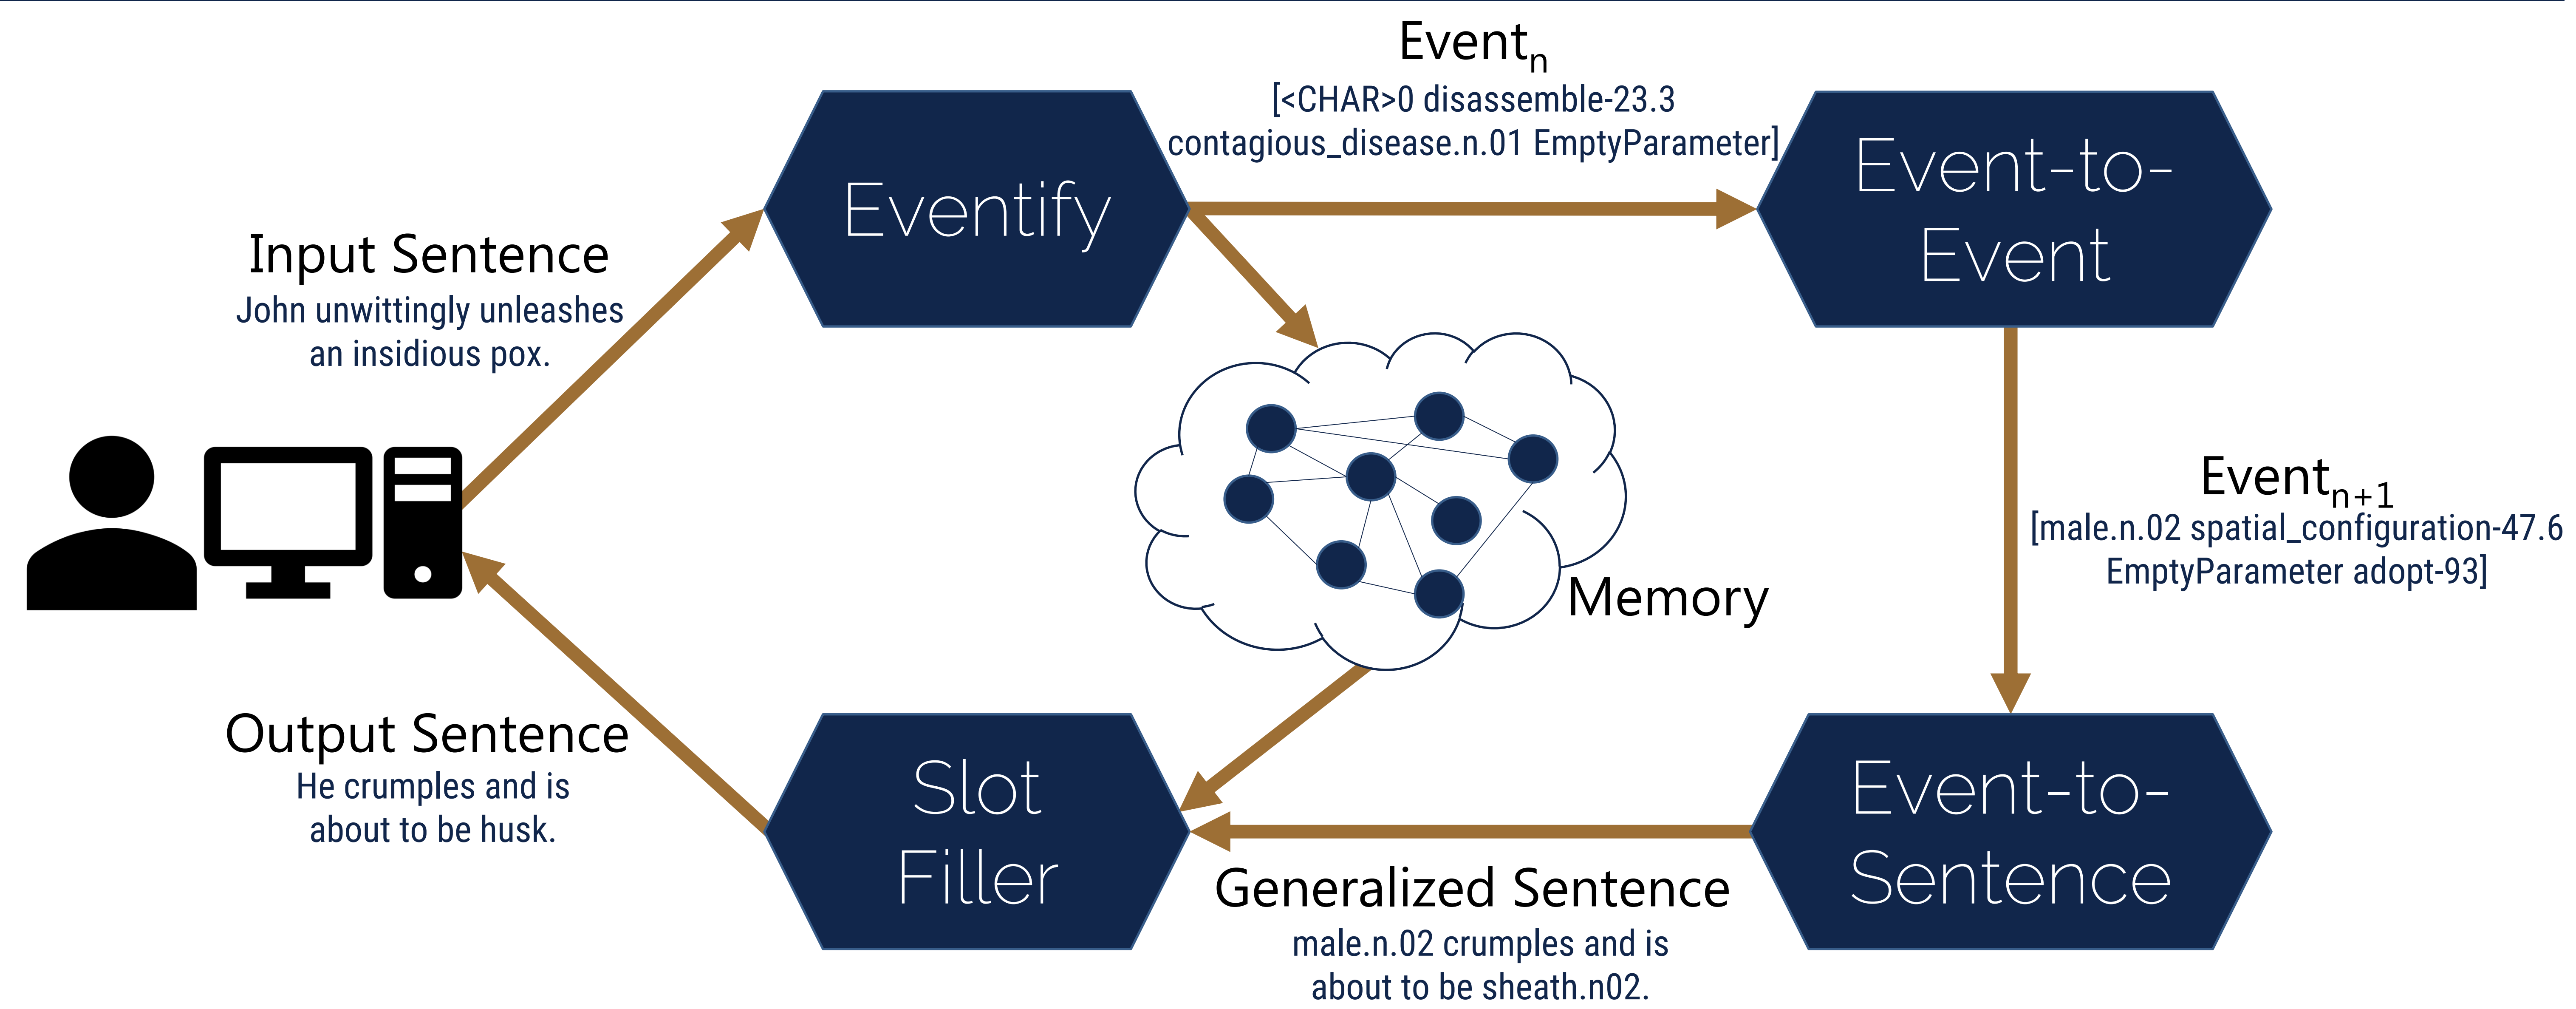 Input Sentence
John unwittingly unleashes
an insidious pox.
Eventify
Eventn
[<CHAR>0 disassemble-23.3
contagious_disease.n.01 EmptyParameter]
Event-to-
Event
Eventn+1
[male.n.02 spatial_configuration-47.6
EmptyParameter adopt-93]
Memory
Event-to-
Sentence
Generalized Sentence
male.n.02 crumples and is
about to be sheath.n02.
Slot
Filler
Output Sentence
He crumples and is
about to be husk.